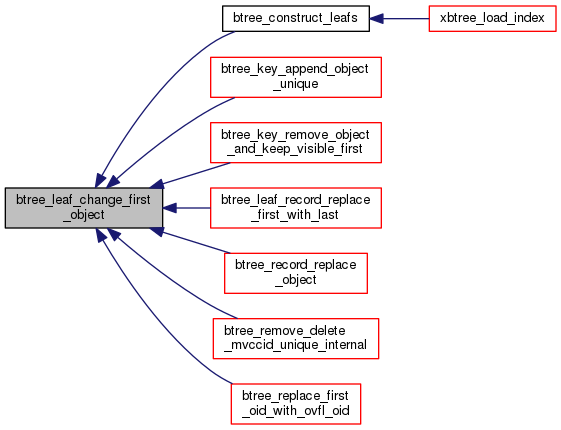 btree_construct_leafs
xbtree_load_index
btree_key_append_object
_unique
btree_key_remove_object
_and_keep_visible_first
btree_leaf_change_first
_object
btree_leaf_record_replace
_first_with_last
btree_record_replace
_object
btree_remove_delete
_mvccid_unique_internal
btree_replace_first
_oid_with_ovfl_oid